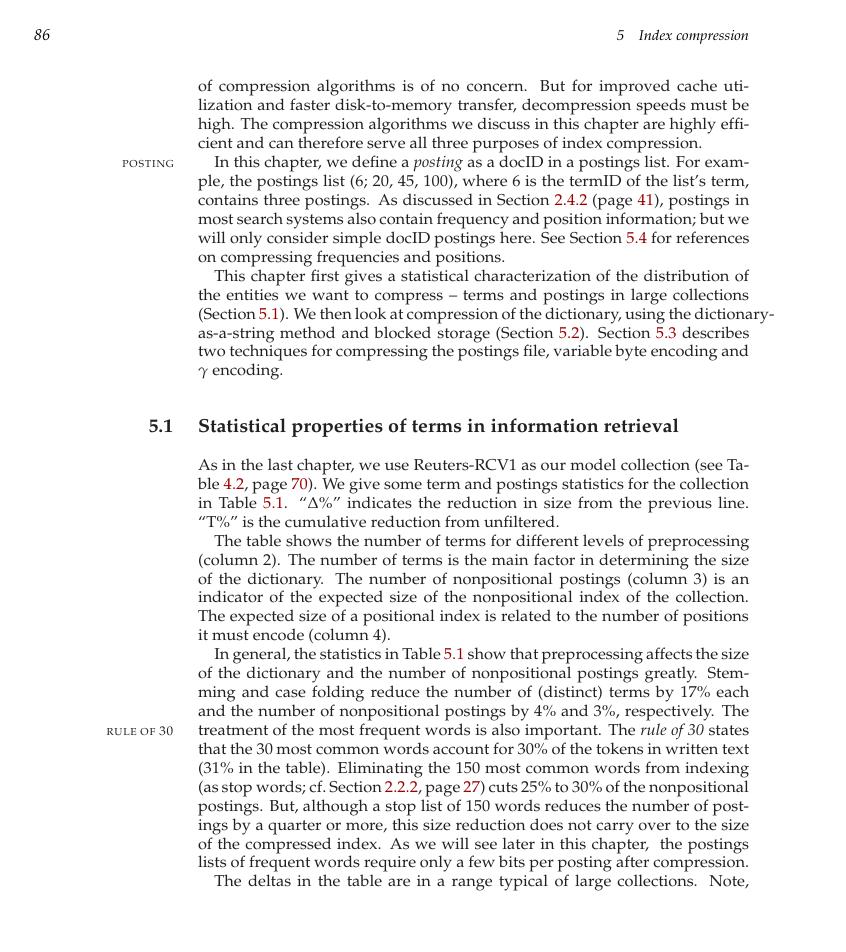 86
5 Index compression
of compression algorithms is of no concern. But for improved cache uti-
lization and faster disk-to-memory transfer, decompression speeds must be
high. The compression algorithms we discuss in this chapter are highly effi-
cient and can therefore serve all three purposes of index compression.
POSTING
In this chapter, we define a posting as a docID in a postings list. For exam-
ple, the postings list (6; 20, 45, 100), where 6 is the termID of the list's term,
contains three postings. As discussed in Section 2.4.2 (page 41), postings in
most search systems also contain frequency and position information; but we
will only consider simple docID postings here. See Section 5.4 for references
on compressing frequencies and positions.
This chapter first gives a statistical characterization of the distribution of
the entities we want to compress – terms and postings in large collections
(Section 5.1). We then look at compression of the dictionary, using the dictionary-
as-a-string method and blocked storage (Section 5.2). Section 5.3 describes
two techniques for compressing the postings file, variable byte encoding and
γ encoding.
5.1 Statistical properties of terms in information retrieval
As in the last chapter, we use Reuters-RCV1 as our model collection (see Ta-
ble 4.2, page 70). We give some term and postings statistics for the collection
in Table 5.1. “Δ%” indicates the reduction in size from the previous line.
“T%” is the cumulative reduction from unfiltered.
The table shows the number of terms for different levels of preprocessing
(column 2). The number of terms is the main factor in determining the size
of the dictionary. The number of nonpositional postings (column 3) is an
indicator of the expected size of the nonpositional index of the collection.
The expected size of a positional index is related to the number of positions
it must encode (column 4).
In general, the statistics in Table 5.1 show that preprocessing affects the size
of the dictionary and the number of nonpositional postings greatly. Stem-
ming and case folding reduce the number of (distinct) terms by 17% each
and the number of nonpositional postings by 4% and 3%, respectively. The
RULE OF 30
treatment of the most frequent words is also important. The rule of 30 states
that the 30 most common words account for 30% of the tokens in written text
(31% in the table). Eliminating the 150 most common words from indexing
(as stop words; cf. Section 2.2.2, page 27) cuts 25% to 30% of the nonpositional
postings. But, although a stop list of 150 words reduces the number of post-
ings by a quarter or more, this size reduction does not carry over to the size
of the compressed index. As we will see later in this chapter, the postings
lists of frequent words require only a few bits per posting after compression.
The deltas in the table are in a range typical of large collections. Note,